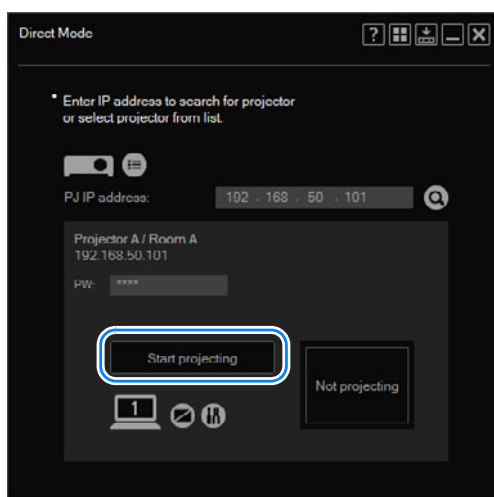 Direct Mode
?
Enter IP address to search for projector
or select projector from list.
PJ IP address: 192 . 168 . 50 . 101
Projector A / Room A
192.168.50.101
PW: ****
Start projecting
Not projecting
1